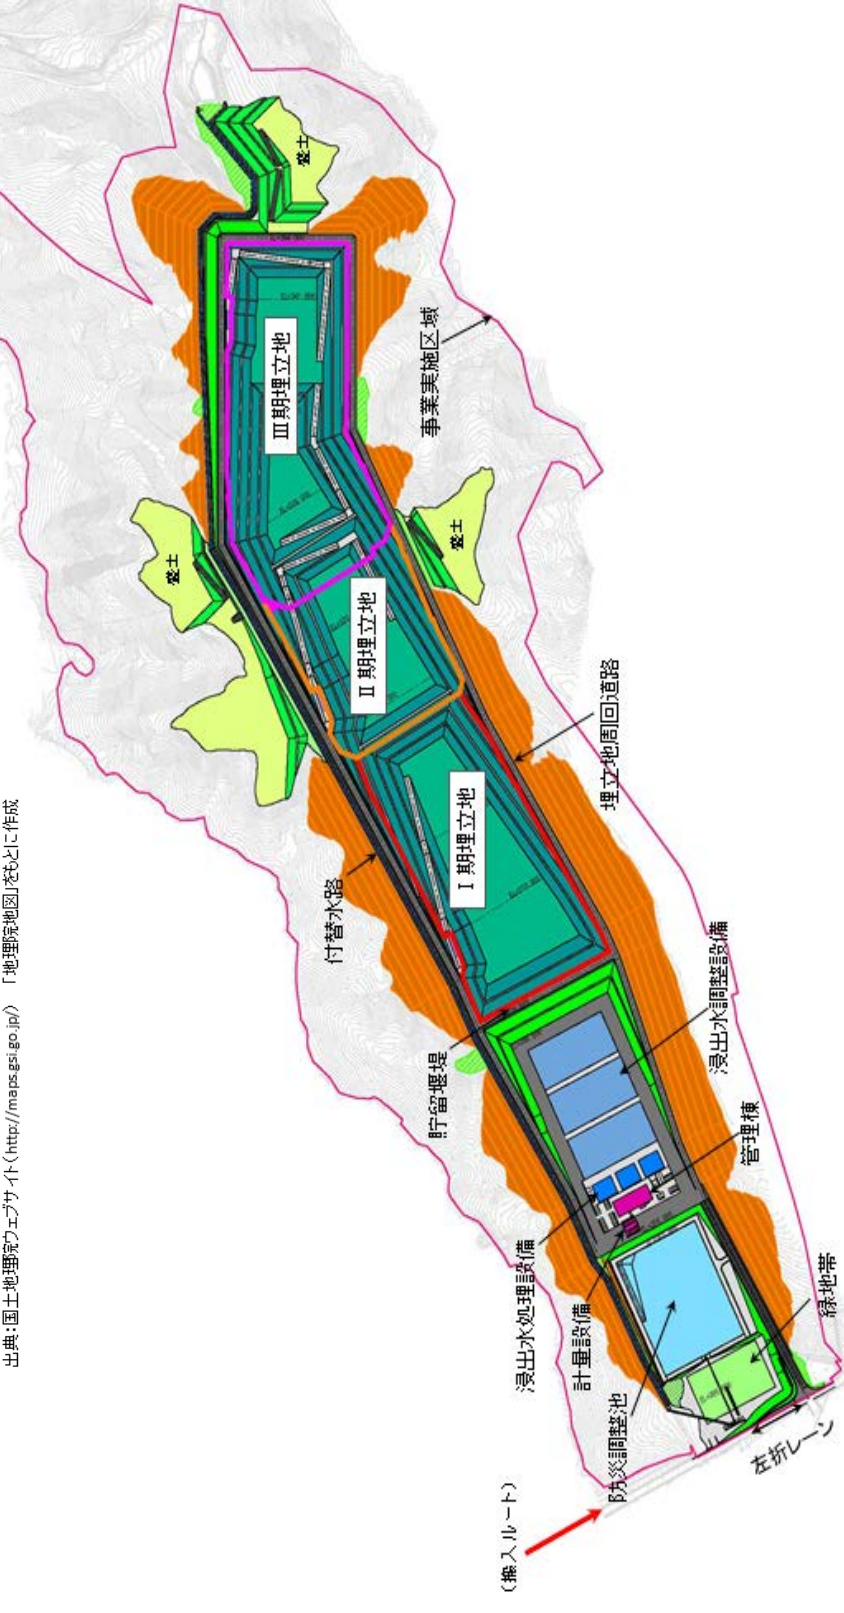 出典：国土地理院ウェブサイト（http://maps.gsi.go.jp/）　「地理院地図」をもとに作成
盛土
事業実施区域
Ⅲ期埋立地
盛土
盛土
Ⅱ期埋立地
埋立地周回道路
Ⅰ期埋立地
付替水路
貯留堰堤
浸出水調整設備
管理棟
浸出水処理設備
計量設備
防災調整池
緑地帯
左折レーン
（搬入ルート）